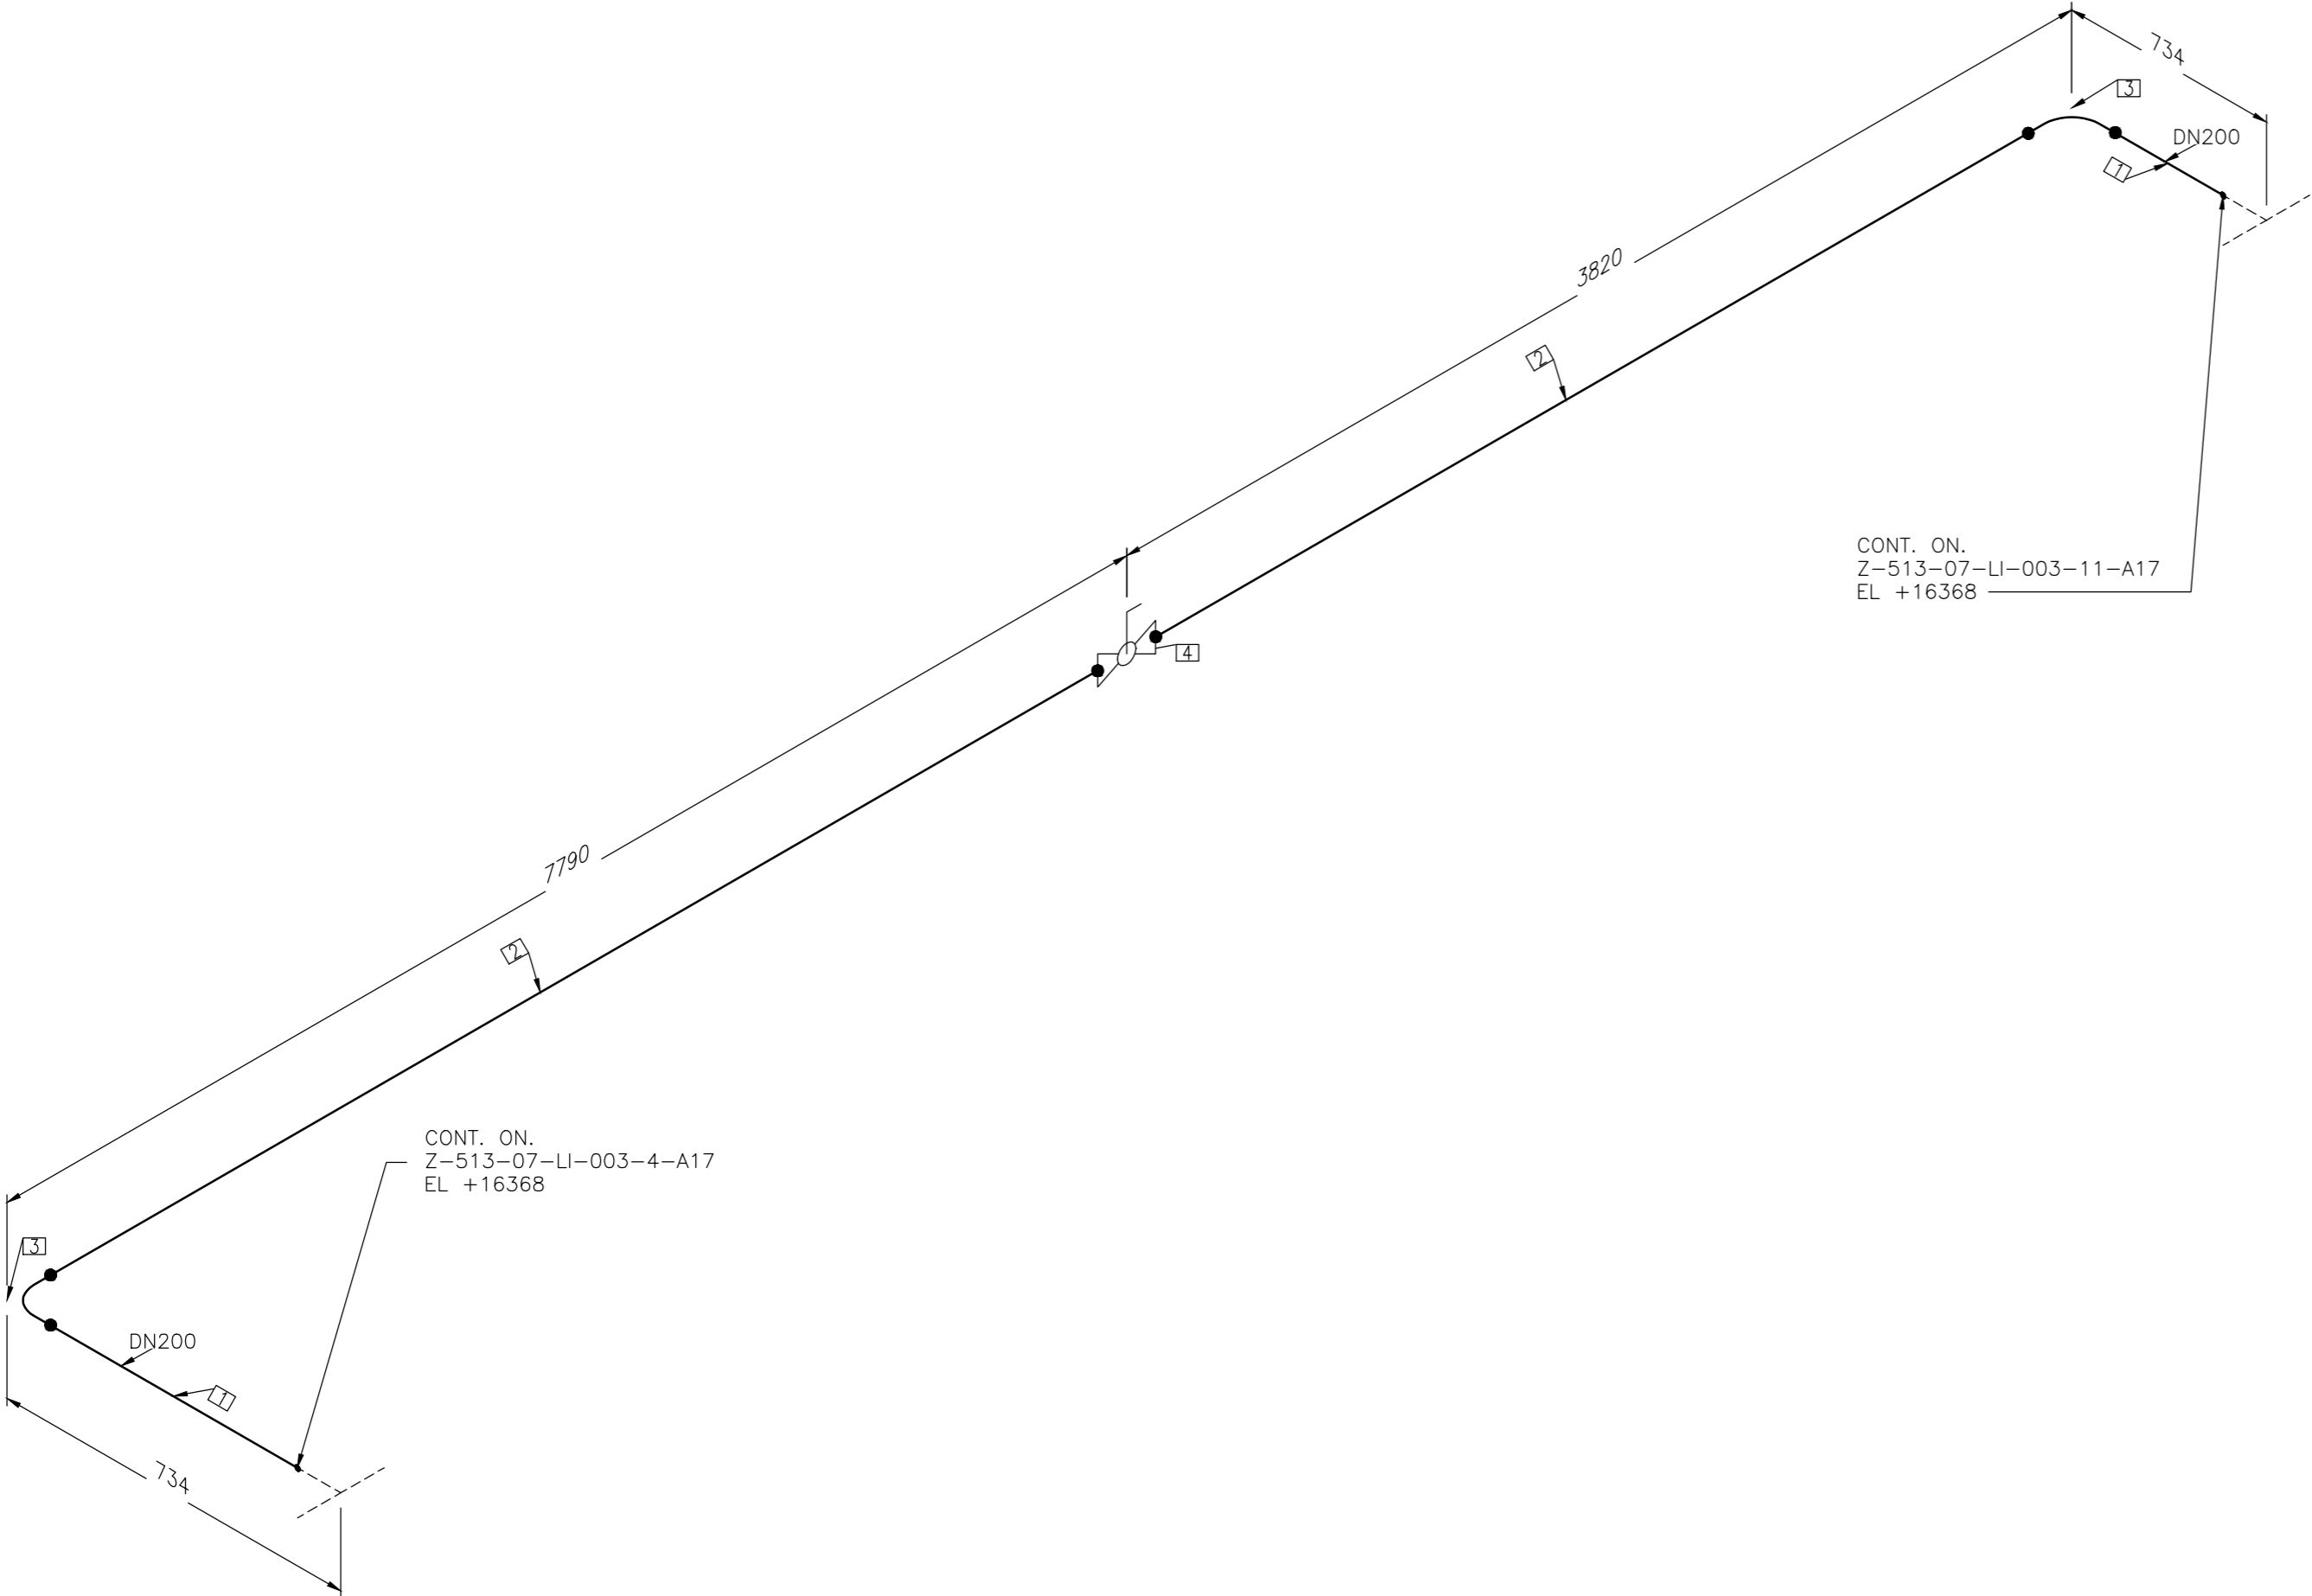 734
3
DN200
1
3820
2
CONT. ON.
Z-513-07-LI-003-11-A17
EL +16368
4
7790
2
CONT. ON.
Z-513-07-LI-003-4-A17
EL +16368
3
DN200
1
734